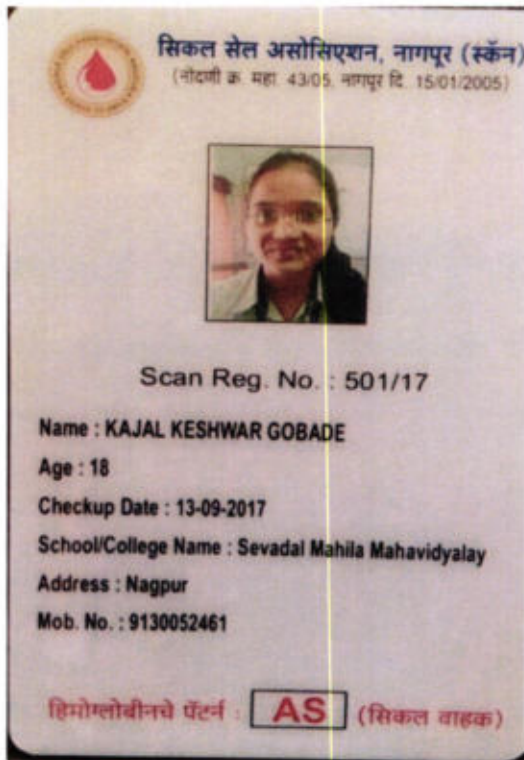 सिकल सेल असोसिएशन, नागपूर (स्कॅन)
(नोंदणी क्र. महा. 43/05, नागपूर दि. 15/01/2005)
Scan Reg. No. : 501/17
Name : KAJAL KESHWAR GOBADE
Age : 18
Checkup Date : 13-09-2017
School/College Name : Sevadal Mahila Mahavidyalay
Address : Nagpur
Mob. No. : 9130052461
हिमोग्लोबीनचे पॅटर्न : AS (सिकल वाहक)